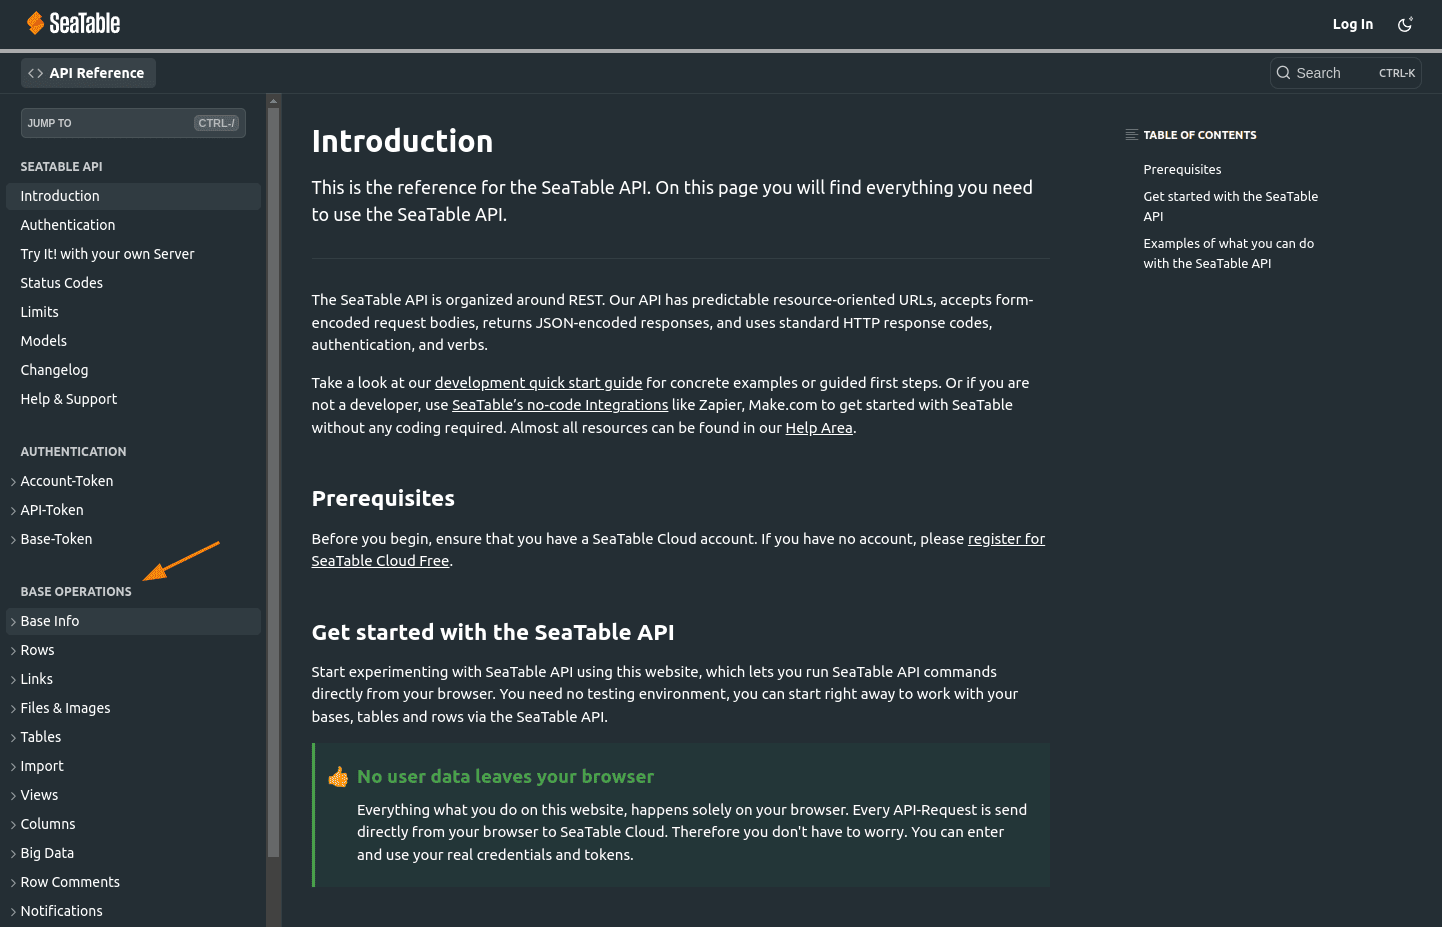 SeaTable
Log In
API Reference
Search
CTRL-K
JUMP TO
CTRL-/
SEATABLE API
Introduction
Authentication
Try It! with your own Server
Status Codes
Limits
Models
Changelog
Help & Support
AUTHENTICATION
Account-Token
API-Token
Base-Token
BASE OPERATIONS
Base Info
Rows
Links
Files & Images
Tables
Import
Views
Columns
Big Data
Row Comments
Notifications
Introduction
This is the reference for the SeaTable API. On this page you will find everything you need
to use the SeaTable API.
The SeaTable API is organized around REST. Our API has predictable resource-oriented URLs, accepts form-
encoded request bodies, returns JSON-encoded responses, and uses standard HTTP response codes,
authentication, and verbs.
Take a look at our development quick start guide for concrete examples or guided first steps. Or if you are
not a developer, use SeaTable's no-code Integrations like Zapier, Make.com to get started with SeaTable
without any coding required. Almost all resources can be found in our Help Area.
Prerequisites
Before you begin, ensure that you have a SeaTable Cloud account. If you have no account, please register for
SeaTable Cloud Free.
Get started with the SeaTable API
Start experimenting with SeaTable API using this website, which lets you run SeaTable API commands
directly from your browser. You need no testing environment, you can start right away to work with your
bases, tables and rows via the SeaTable API.
No user data leaves your browser
Everything what you do on this website, happens solely on your browser. Every API-Request is send
directly from your browser to SeaTable Cloud. Therefore you don't have to worry. You can enter
and use your real credentials and tokens.
TABLE OF CONTENTS
Prerequisites
Get started with the SeaTable
API
Examples of what you can do
with the SeaTable API